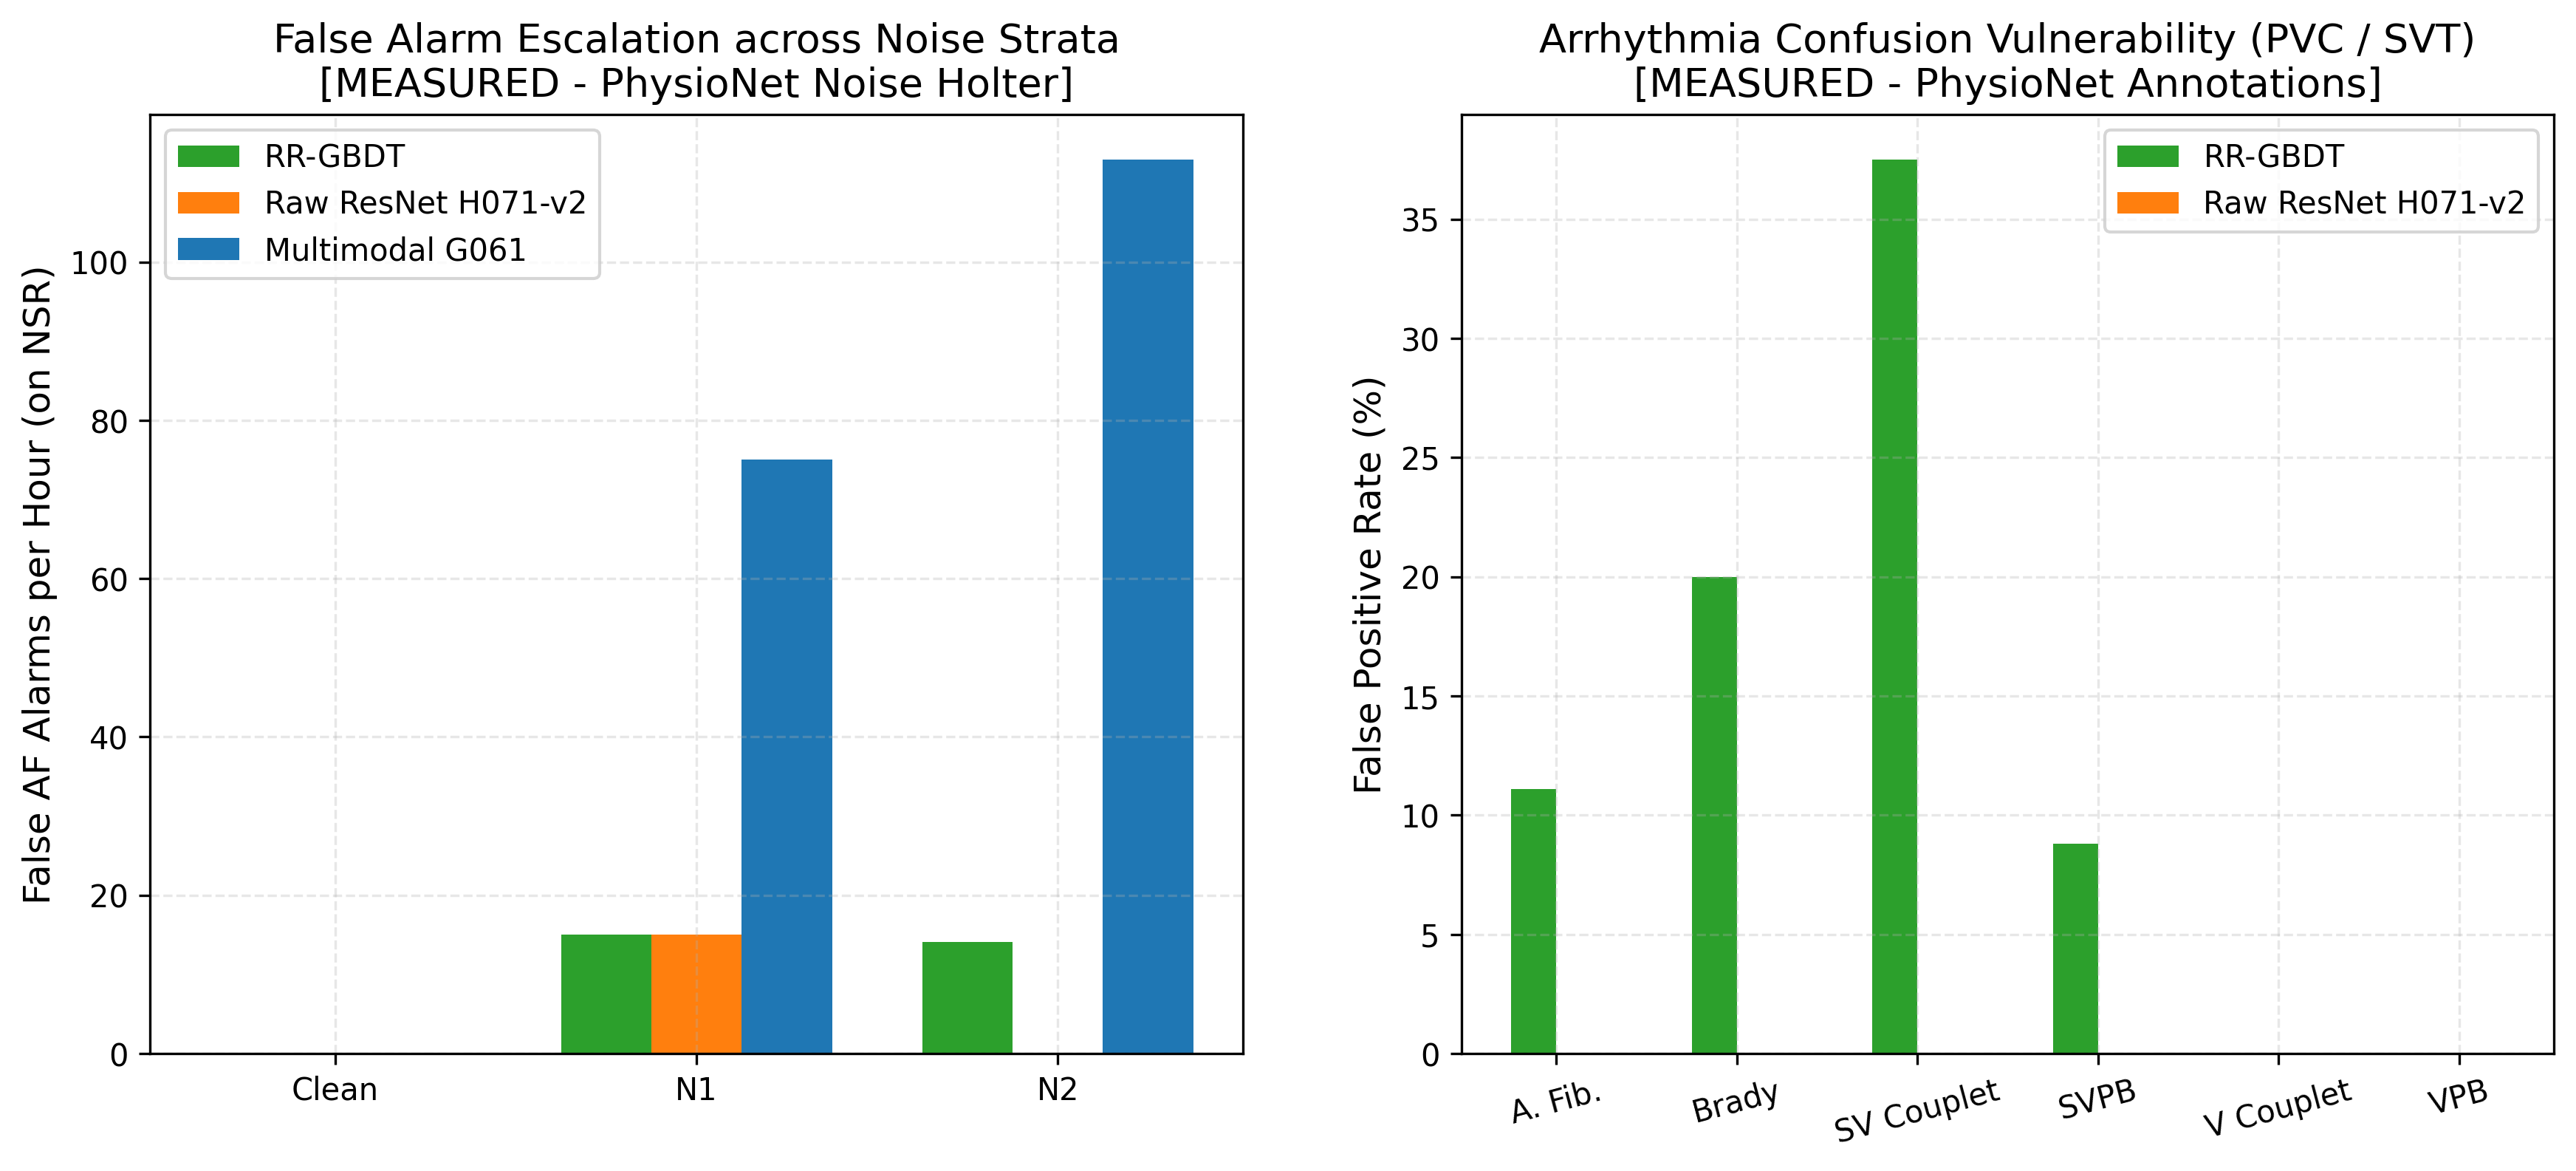 False Alarm Escalation across Noise Strata
[MEASURED - PhysioNet Noise Holter]
RR-GBDT
Raw ResNet H071-v2
Multimodal G061
False AF Alarms per Hour (on NSR)
100
80
60
40
20
0
Clean
N1
N2
Arrhythmia Confusion Vulnerability (PVC / SVT)
[MEASURED - PhysioNet Annotations]
RR-GBDT
Raw ResNet H071-v2
False Positive Rate (%)
35
30
25
20
15
10
5
0
A. Fib.
Brady
SV Couplet
SVPB
V Couplet
VPB